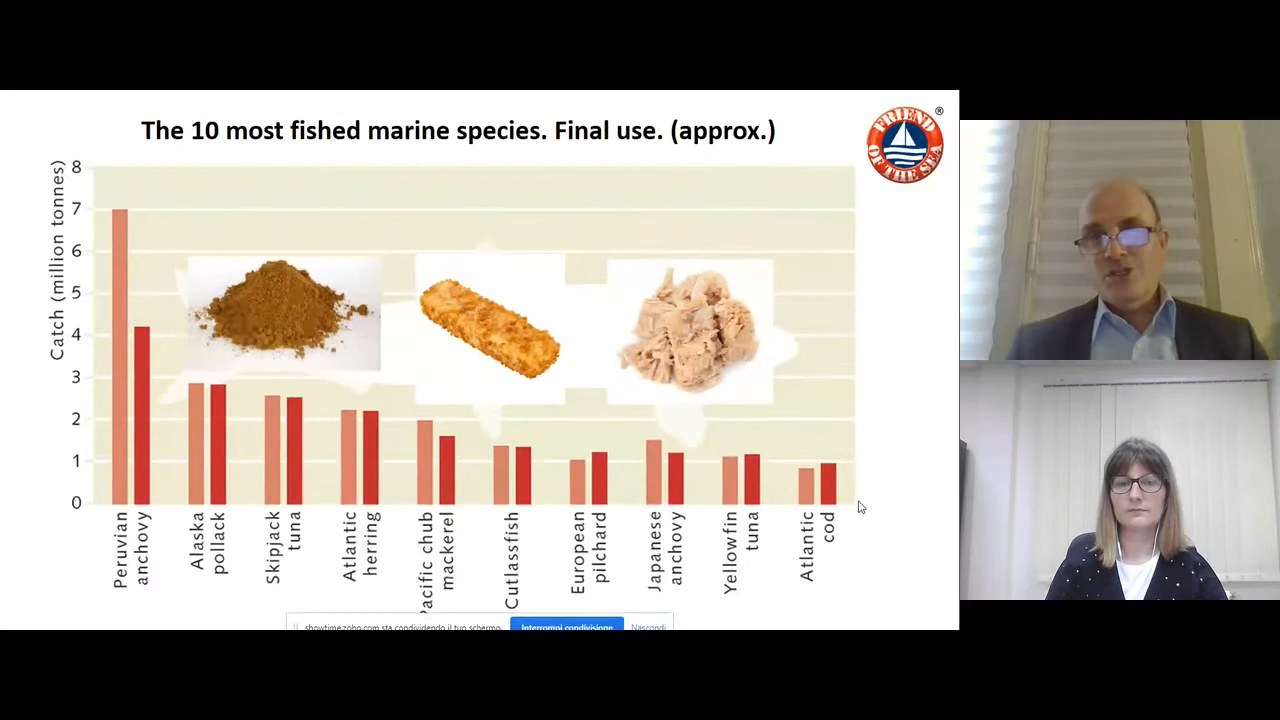 The 10 most fished marine species. Final use. (approx.)
FRIEND
OF THE SEA
®
Catch (million tonnes)
8
7
6
5
4
3
2
1
0
Peruvian
anchovy
Alaska
pollack
Skipjack
tuna
Atlantic
herring
Pacific chub
mackerel
Cutlassfish
European
pilchard
Japanese
anchovy
Yellowfin
tuna
Atlantic
cod
showtime.zoho.com sta condividendo il tuo schermo.
Interrompi condivisione
Nascondi